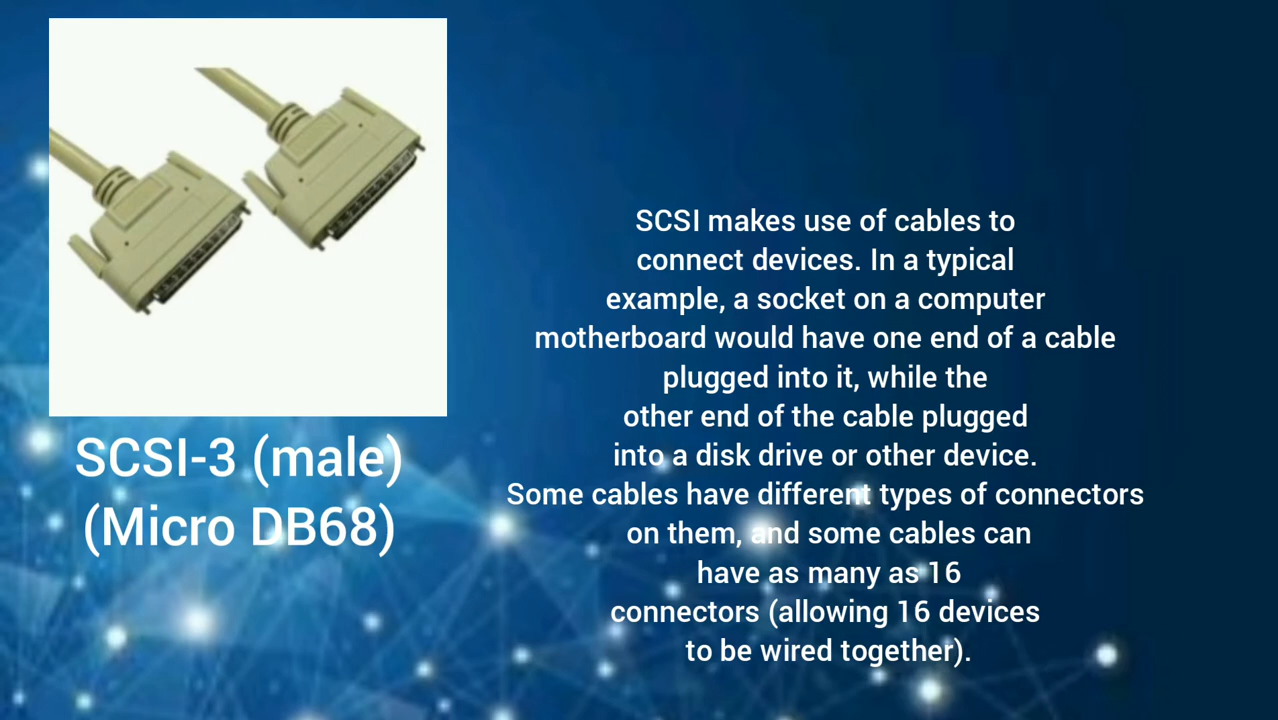 SCSI-3 (male)
(Micro DB68)
SCSI makes use of cables to
connect devices. In a typical
example, a socket on a computer
motherboard would have one end of a cable
plugged into it, while the
other end of the cable plugged
into a disk drive or other device.
Some cables have different types of connectors
on them, and some cables can
have as many as 16
connectors (allowing 16 devices
to be wired together).